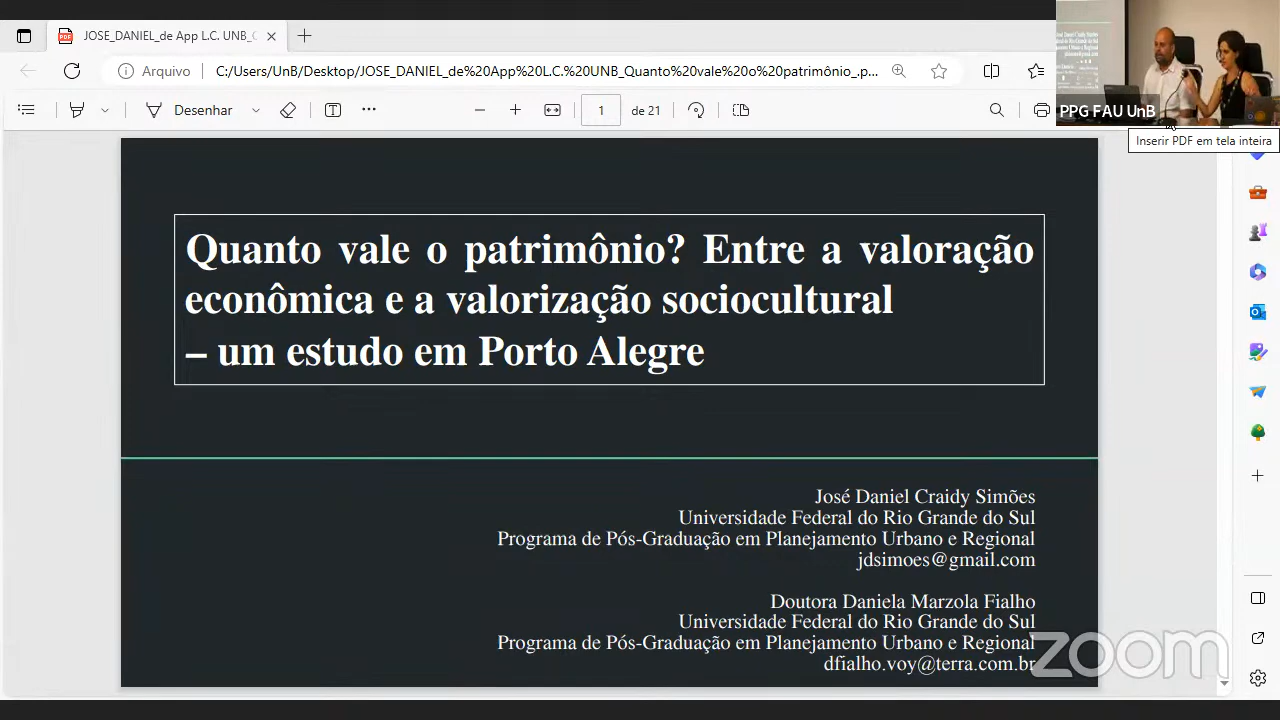 JOSE_DANIEL_de App L.C. UNB_
Arquivo
C:/Users/UnB/Desktop/
ANIEL_de%20App%20L.C.%20UNB_Quanto%20vale%20o%20patrimônio_.p...
Desenhar
1
de 21
PPG FAU UnB
Inserir PDF em tela inteira
Quanto vale o patrimônio? Entre a valoração
econômica e a valorização sociocultural
– um estudo em Porto Alegre
José Daniel Craidy Simões
Universidade Federal do Rio Grande do Sul
Programa de Pós-Graduação em Planejamento Urbano e Regional
jdsimoes@gmail.com
Doutora Daniela Marzola Fialho
Universidade Federal do Rio Grande do Sul
Programa de Pós-Graduação em Planejamento Urbano e Regional
dfialho.voy@terra.com.br
zoom